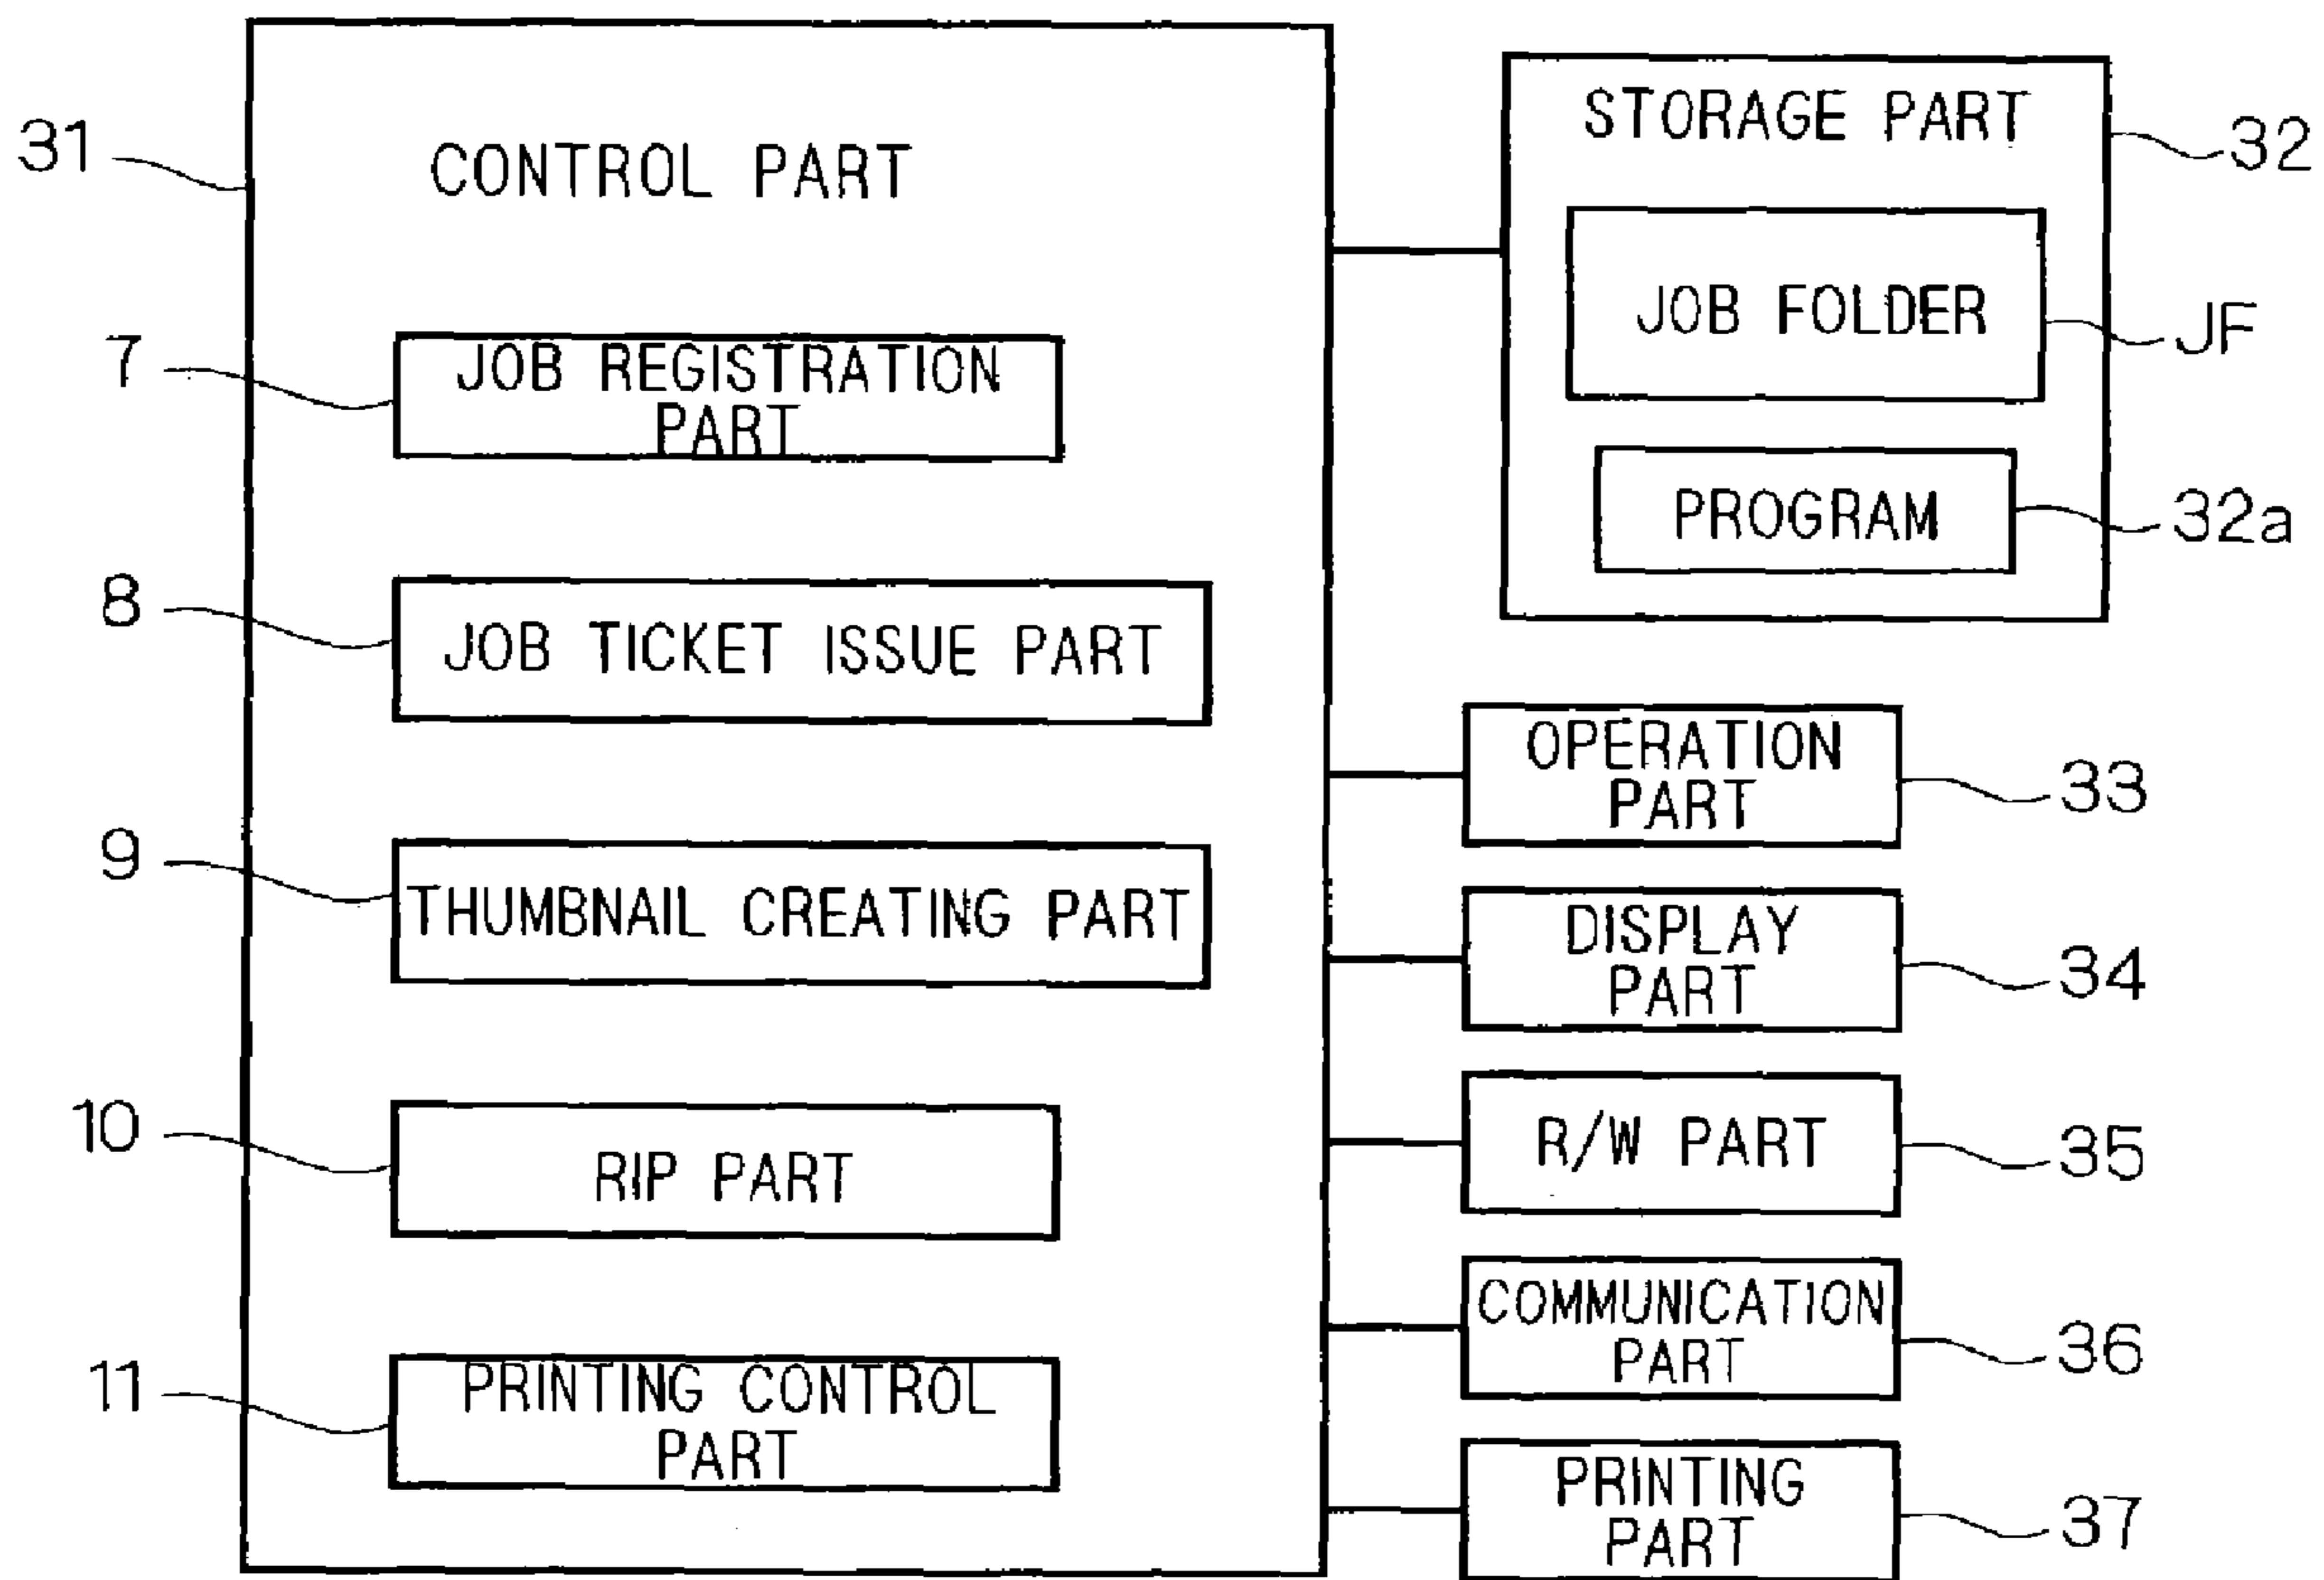 31
CONTROL PART
7
JOB REGISTRATION
PART
8
JOB TICKET ISSUE PART
9
THUMBNAIL CREATING PART
10
RIP PART
11
PRINTING CONTROL
PART
STORAGE PART
32
JOB FOLDER
JF
PROGRAM
32a
OPERATION
PART
33
DISPLAY
PART
34
R/W PART
35
COMMUNICATION
PART
36
PRINTING
PART
37